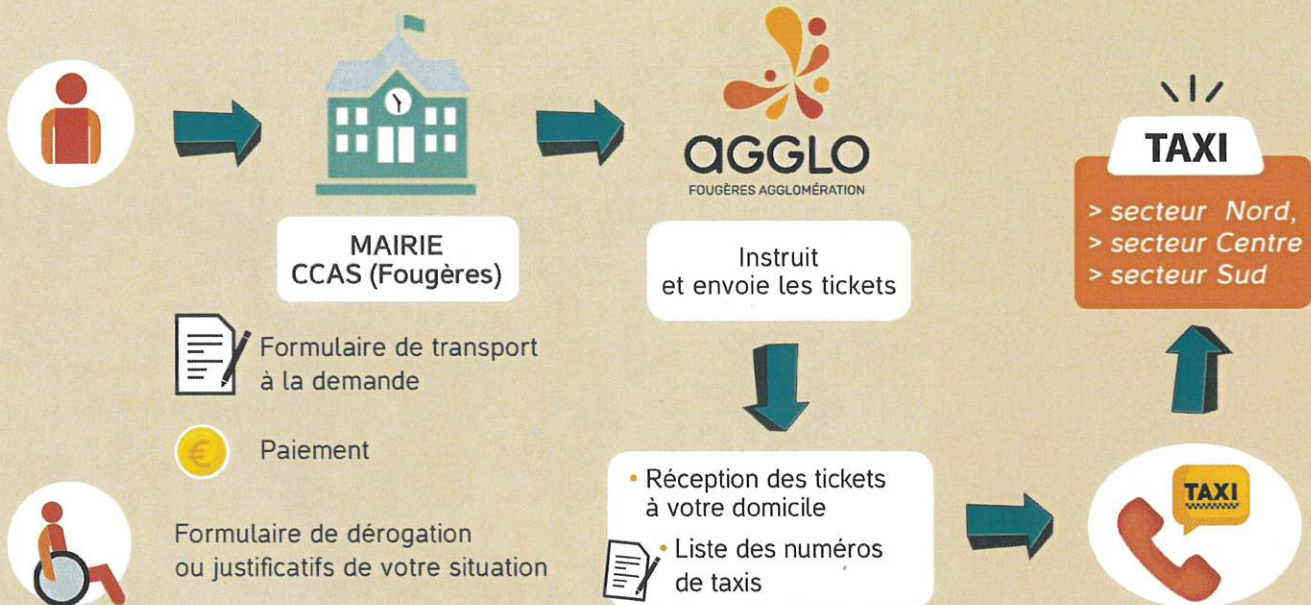 MAIRIE
CCAS (Fougères)
Formulaire de transport
à la demande
€
Paiement
Formulaire de dérogation
ou justificatifs de votre situation
AGGLO
FOUGÈRES AGGLOMÉRATION
Instruit
et envoie les tickets
• Réception des tickets
à votre domicile
• Liste des numéros
de taxis
TAXI
TAXI
> secteur Nord,
> secteur Centre
> secteur Sud